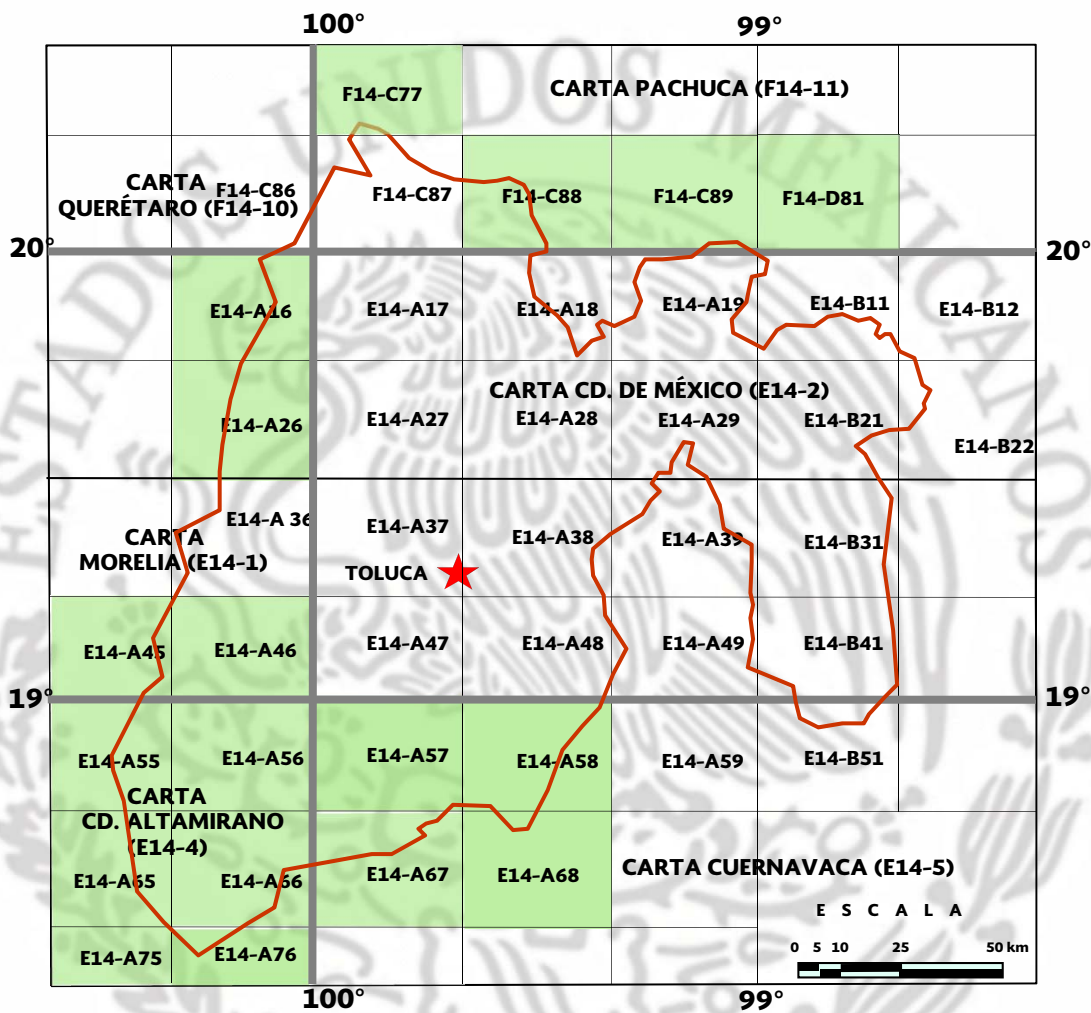 100°
99°
F14-C77
CARTA PACHUCA (F14-11)
CARTA
QUERÉTARO (F14-10)
F14-C86
F14-C87
F14-C88
F14-C89
F14-D81
20°
20°
E14-A16
E14-A17
E14-A18
E14-A19
E14-B11
E14-B12
CARTA CD. DE MÉXICO (E14-2)
E14-A26
E14-A27
E14-A28
E14-A29
E14-B21
E14-B22
E14-A 36
E14-A37
E14-A38
E14-A39
E14-B31
CARTA
MORELIA (E14-1)
TOLUCA
E14-A45
E14-A46
E14-A47
E14-A48
E14-A49
E14-B41
19°
19°
E14-A55
E14-A56
E14-A57
E14-A58
E14-A59
E14-B51
CARTA
CD. ALTAMIRANO
(E14-4)
CARTA CUERNAVACA (E14-5)
E14-A65
E14-A66
E14-A67
E14-A68
E S C A L A
0 5 10 25 50 km
E14-A75
E14-A76
100°
99°
ESTADOS UNIDOS MEXICANOS